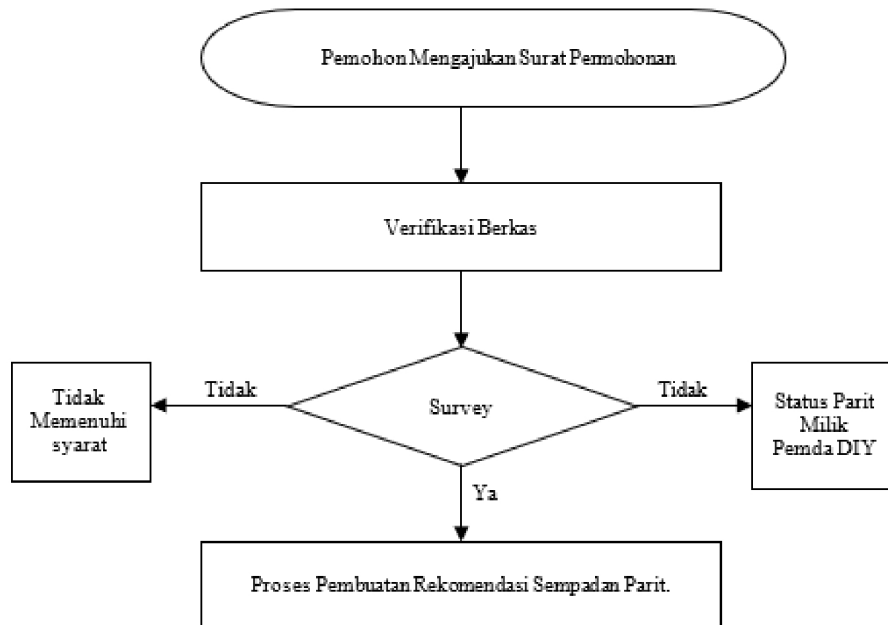 Pemohon Mengajukan Surat Permohonan
Verifikasi Berkas
Tidak
Memenuhi
syarat
Tidak
Survey
Tidak
Status Parit
Milik
Pemda DIY
Ya
Proses Pembuatan Rekomendasi Sempadan Parit.